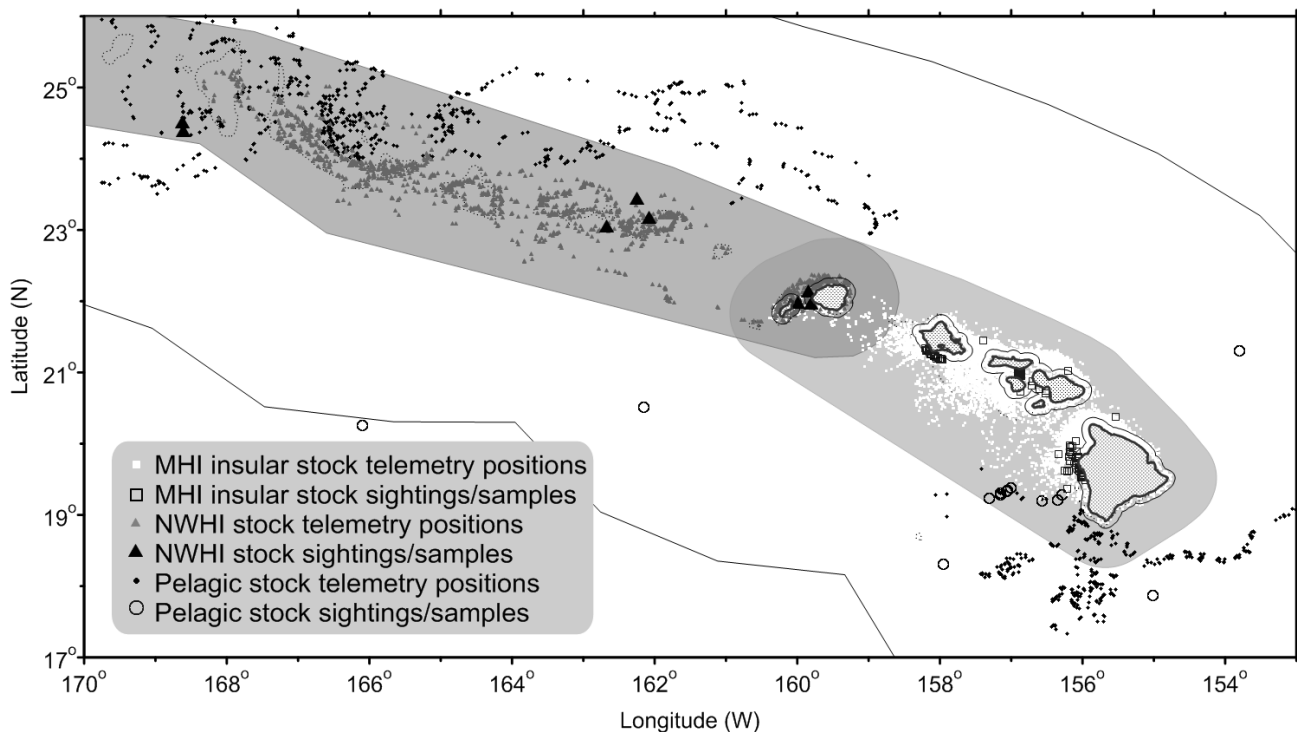 25°
23°
21°
19°
17°
Latitude (N)
MHI insular stock telemetry positions
MHI insular stock sightings/samples
NWHI stock telemetry positions
NWHI stock sightings/samples
Pelagic stock telemetry positions
Pelagic stock sightings/samples
170° 168° 166° 164° 162° 160° 158° 156° 154°
Longitude (W)